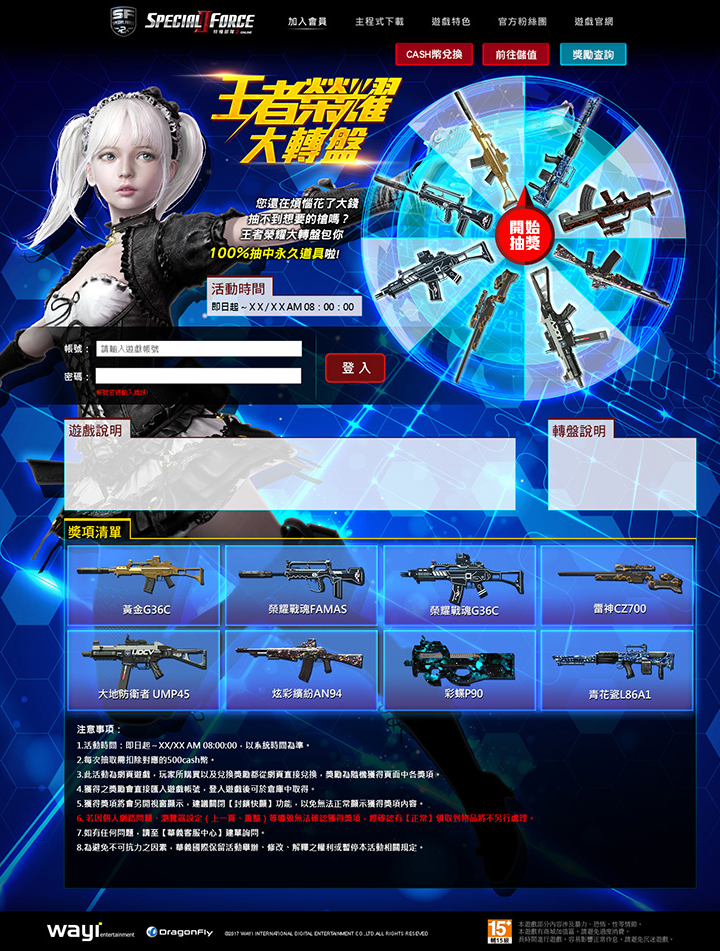 SF
SPECIAL FORCE
2
SPECIAL II FORCE
特種部隊2 ONLINE
加入會員
主程式下載
遊戲特色
官方粉絲團
遊戲官網
CASH幣兌換
前往儲值
獎勵查詢
王者榮耀
大轉盤
您還在煩惱花了大錢
抽不到想要的槍嗎？
王者榮耀大轉盤包你
100%抽中永久道具啦!
開始
抽獎
活動時間
即日起 ~ X X / X X AM 08：00：00
帳號：
請輸入遊戲帳號
密碼：
登 入
遊戲說明
轉盤說明
獎項清單
黃金G36C
榮耀戰魂FAMAS
榮耀戰魂G36C
雷神CZ700
UDCV
大地防衛者 UMP45
炫彩繽紛AN94
彩蝶P90
青花瓷L86A1
注意事項：
1.活動時間：即日起 ~ XX/XX AM 08:00:00，以系統時間為準。
2.每次抽取需扣除對應的500cash幣。
3.此活動為網頁遊戲，玩家所購買以及兌換獎勵都從網頁直接兌換，獎勵為隨機獲得頁面中各獎項。
4.獲得之獎勵會直接匯入遊戲帳號，登入遊戲後可於倉庫中取得。
5.獲得獎項將會另開視窗顯示，建議關閉【封鎖快顯】功能，以免無法正常顯示獲得獎項內容。
6. 若因個人網路問題、瀏覽器設定（上一頁、重整）等導致無法確認獲得獎項，經確認有【正常】領取到物品將不另行處理。
7.如有任何問題，請至【華義客服中心】建單詢問。
8.為避免不可抗力之因素，華義國際保留活動舉辦、修改、解釋之權利或暫停本活動相關規定。
wayi entertainment
DRAGONFLY
©2017 WAYI INTERNATIONAL DIGITAL ENTERTAINMENT CO.,LTD.ALL RIGHTS RESERVED
15+
輔15級
本遊戲部分內容涉及暴力、恐怖、性等情節。
本遊戲有商城加值區，請避免過度消費。
長時間進行遊戲，容易影響正常作息，請避免沉迷遊戲。